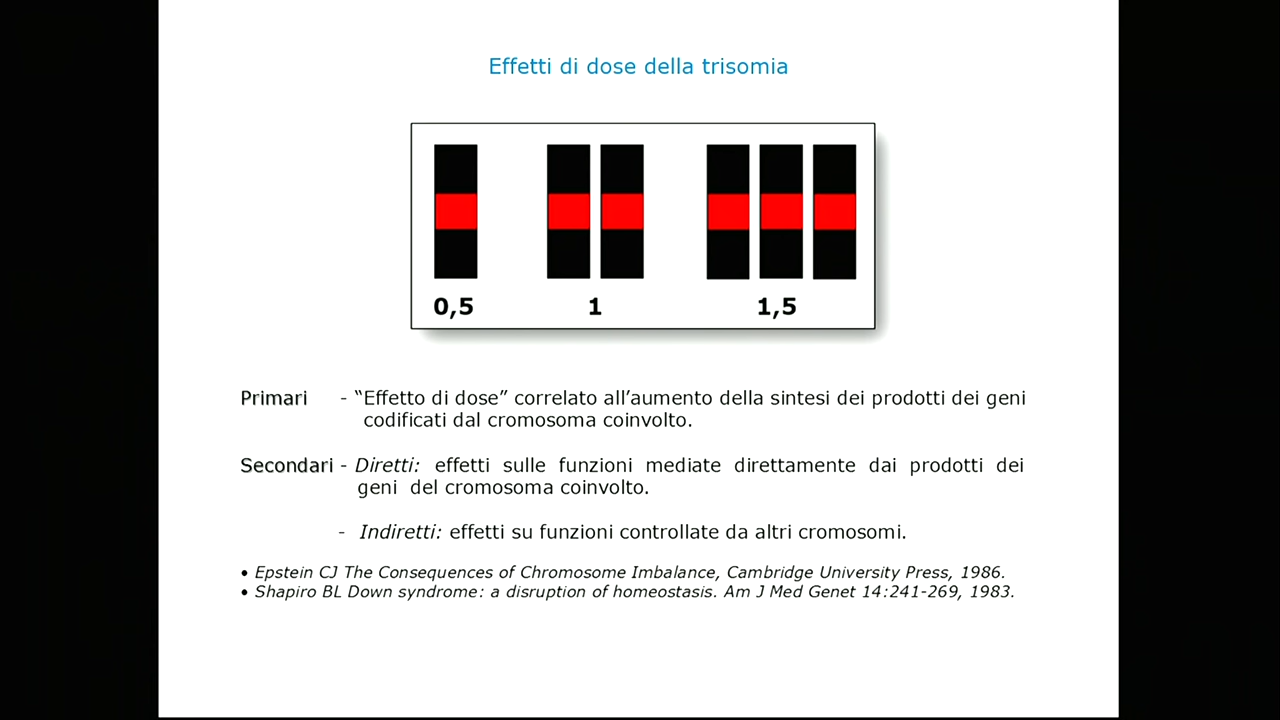 Effetti di dose della trisomia
0,5 1 1,5
Primari - “Effetto di dose” correlato all’aumento della sintesi dei prodotti dei geni
codificati dal cromosoma coinvolto.
Secondari - Diretti: effetti sulle funzioni mediate direttamente dai prodotti dei
geni del cromosoma coinvolto.
- Indiretti: effetti su funzioni controllate da altri cromosomi.
• Epstein CJ The Consequences of Chromosome Imbalance, Cambridge University Press, 1986.
• Shapiro BL Down syndrome: a disruption of homeostasis. Am J Med Genet 14:241-269, 1983.